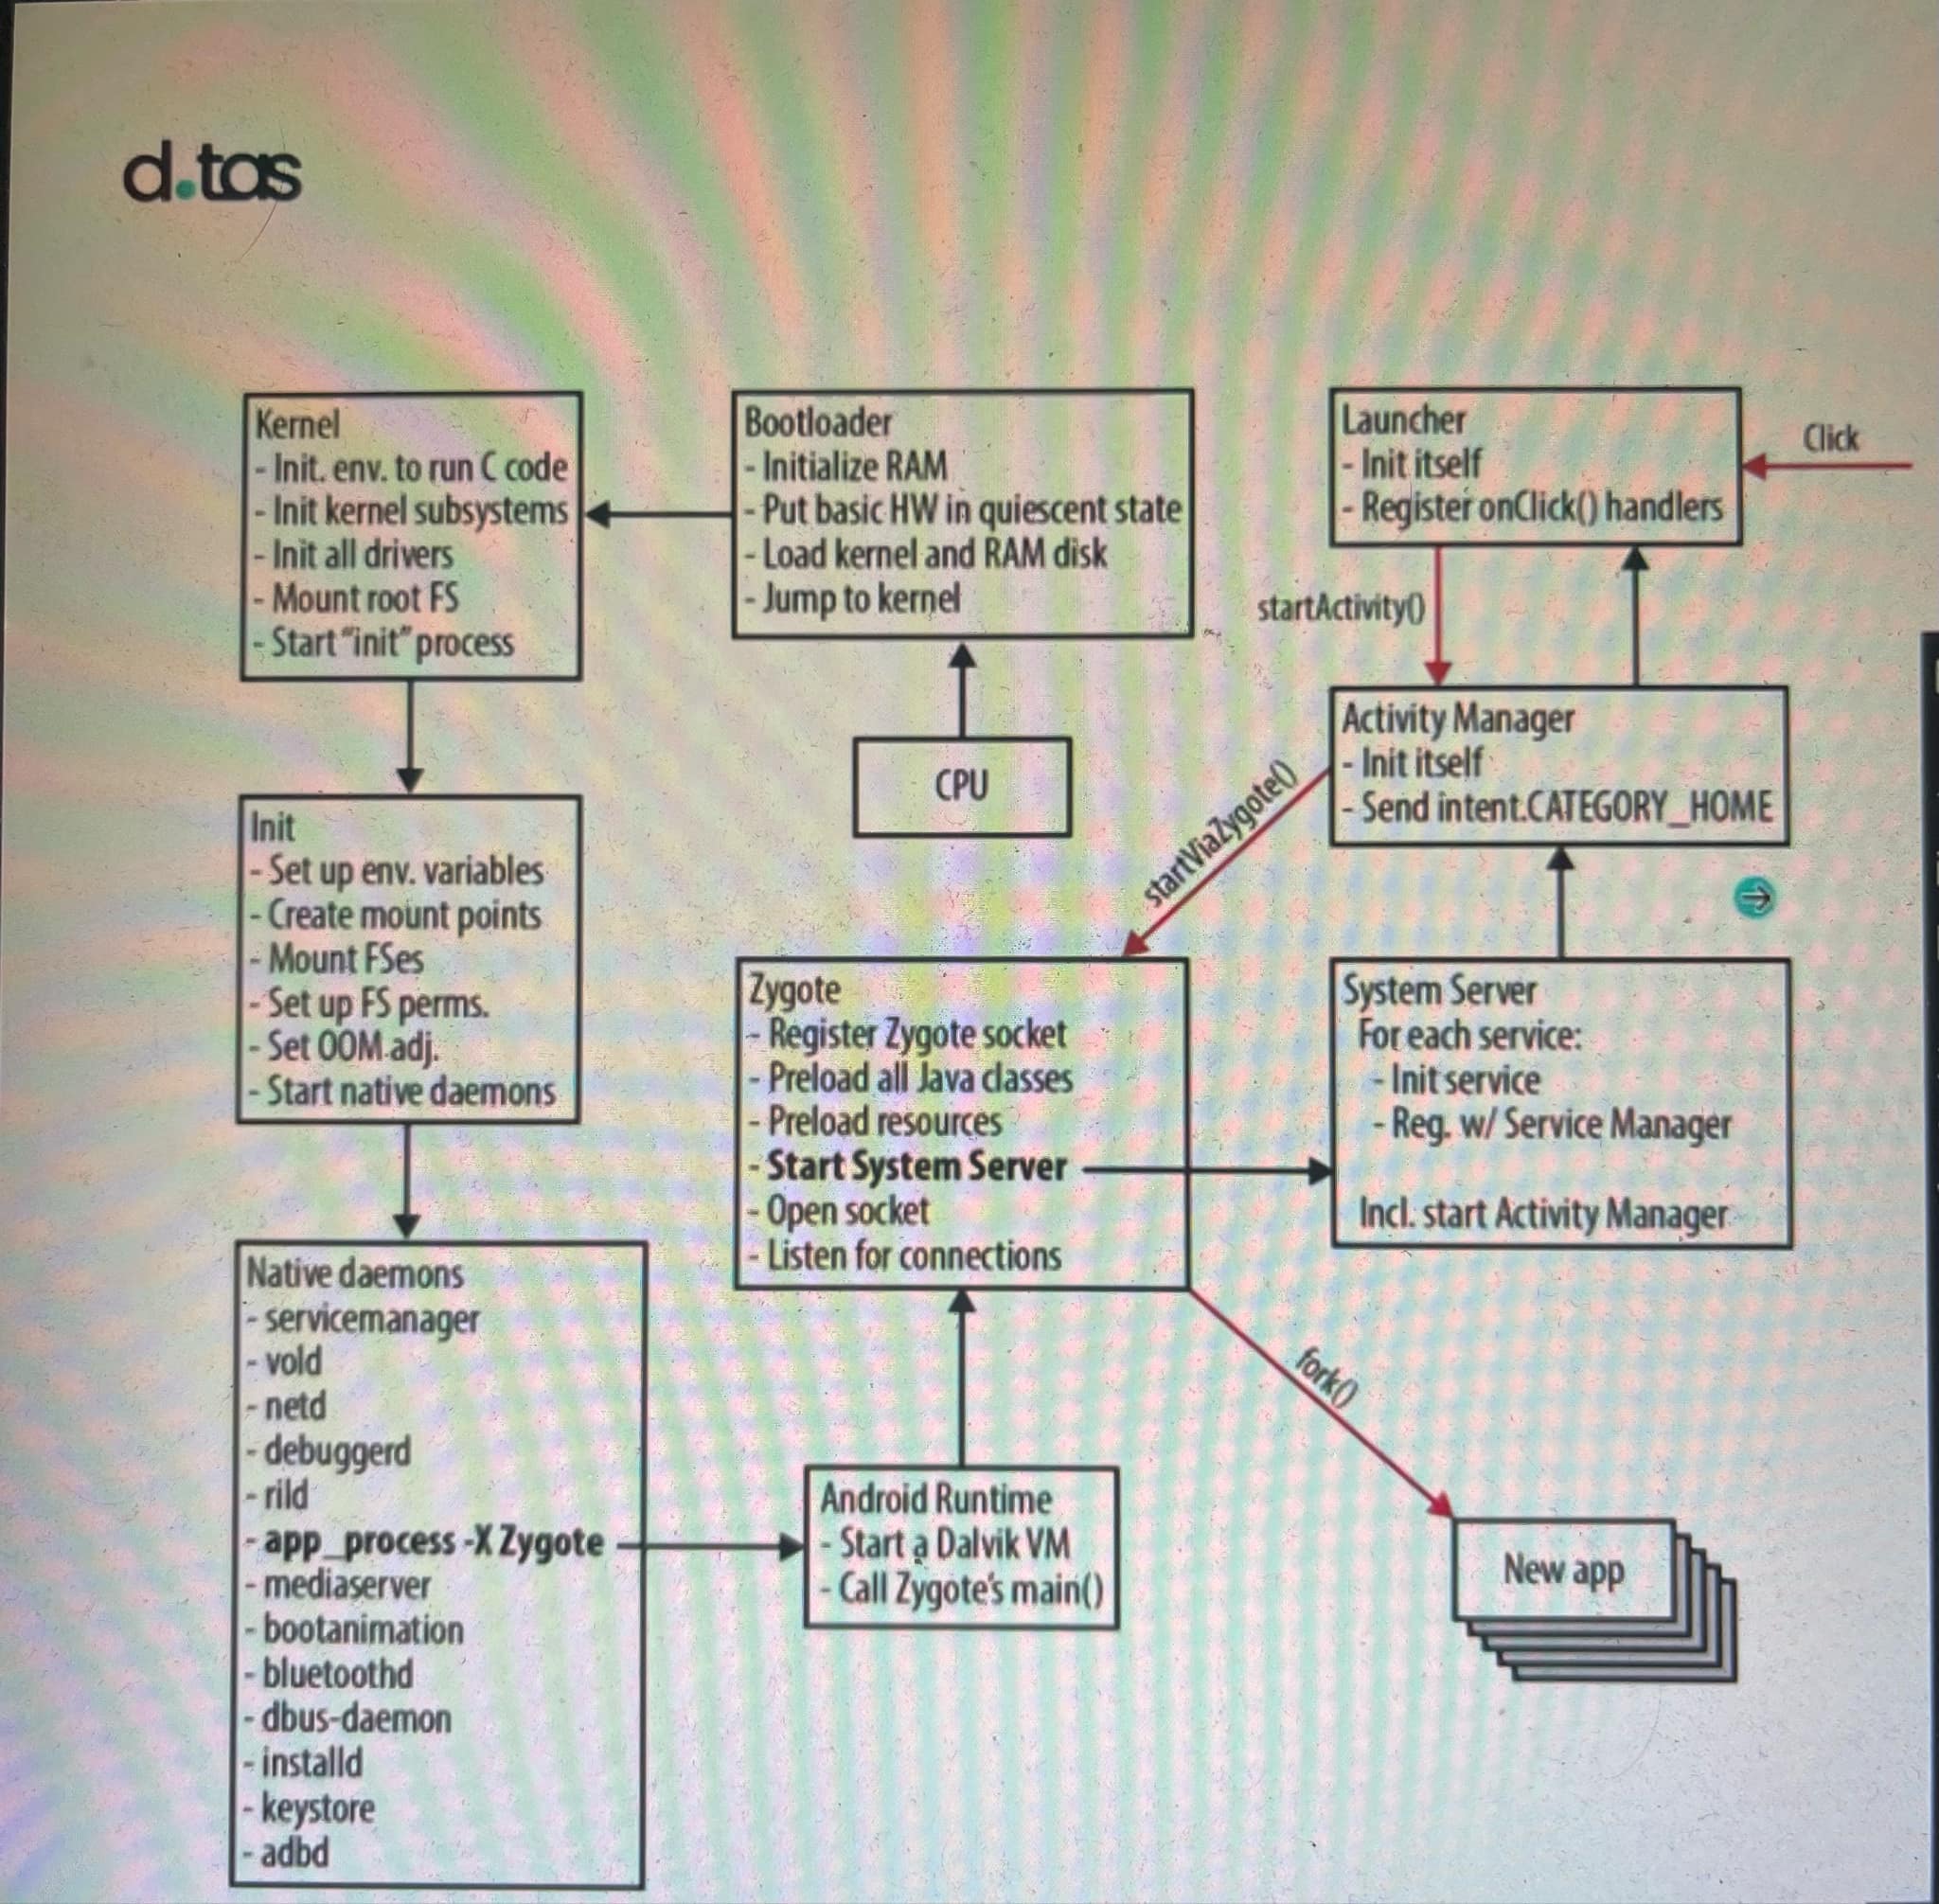 d.tas
Kernel
- Init. env. to run C code
- Init kernel subsystems
- Init all drivers
- Mount root FS
- Start "init" process
Bootloader
- Initialize RAM
- Put basic HW in quiescent state
- Load kernel and RAM disk
- Jump to kernel
Launcher
- Init itself
- Register onClick() handlers
Click
startActivity()
CPU
Activity Manager
- Init itself
- Send intent.CATEGORY_HOME
startViaZygote()
Init
- Set up env. variables
- Create mount points
- Mount FSes
- Set up FS perms.
- Set OOM adj.
- Start native daemons
Zygote
- Register Zygote socket
- Preload all Java classes
- Preload resources
- Start System Server
- Open socket
- Listen for connections
System Server
For each service:
- Init service
- Reg. w/ Service Manager
Incl. start Activity Manager
fork()
Native daemons
- servicemanager
- vold
- netd
- debuggerd
- rild
- app_process -X Zygote
- mediaserver
- bootanimation
- bluetoothd
- dbus-daemon
- installd
- keystore
- adbd
Android Runtime
- Start a Dalvik VM
- Call Zygote's main()
New app